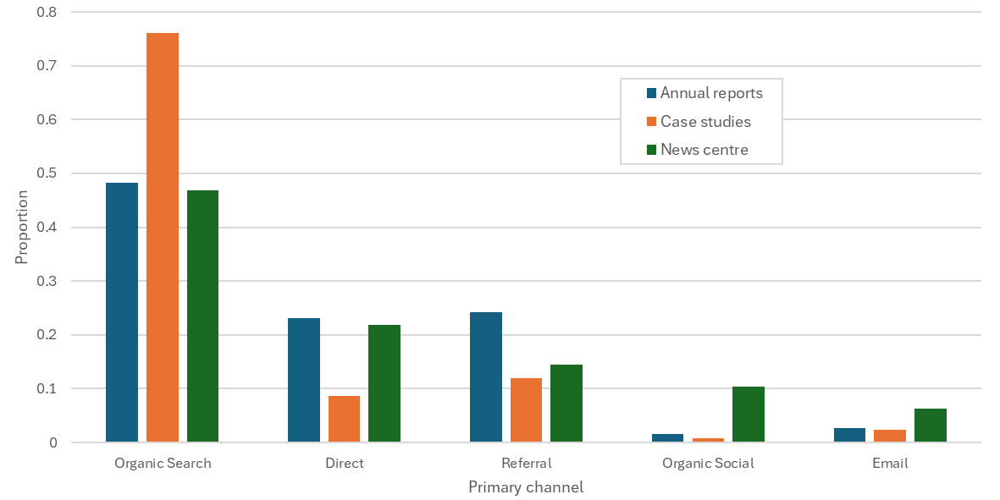 0.8
0.7
0.6
0.5
0.4
0.3
0.2
0.1
0
Proportion
Annual reports
Case studies
News centre
Organic Search Direct Referral Organic Social Email
Primary channel